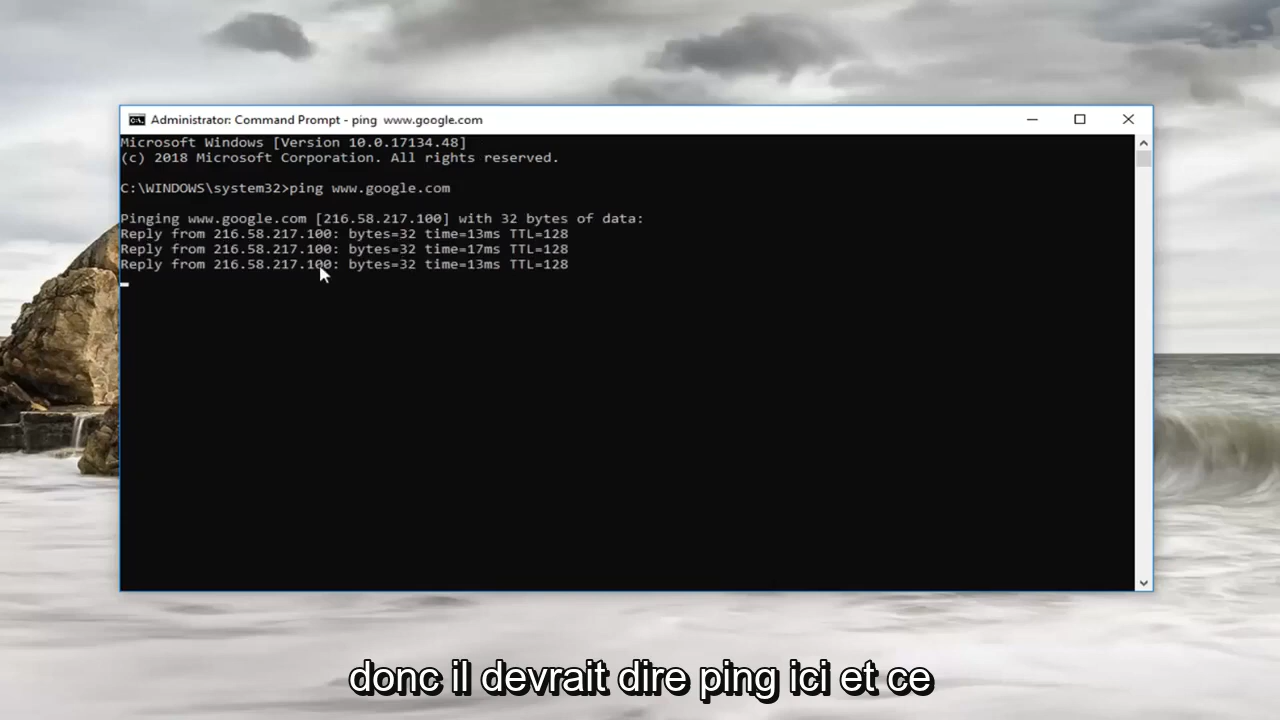 Administrator: Command Prompt - ping  www.google.com
Microsoft Windows [Version 10.0.17134.48]
(c) 2018 Microsoft Corporation. All rights reserved.
C:\WINDOWS\system32>ping www.google.com
Pinging www.google.com [216.58.217.100] with 32 bytes of data:
Reply from 216.58.217.100: bytes=32 time=13ms TTL=128
Reply from 216.58.217.100: bytes=32 time=17ms TTL=128
Reply from 216.58.217.100: bytes=32 time=13ms TTL=128
donc il devrait dire ping ici et ce